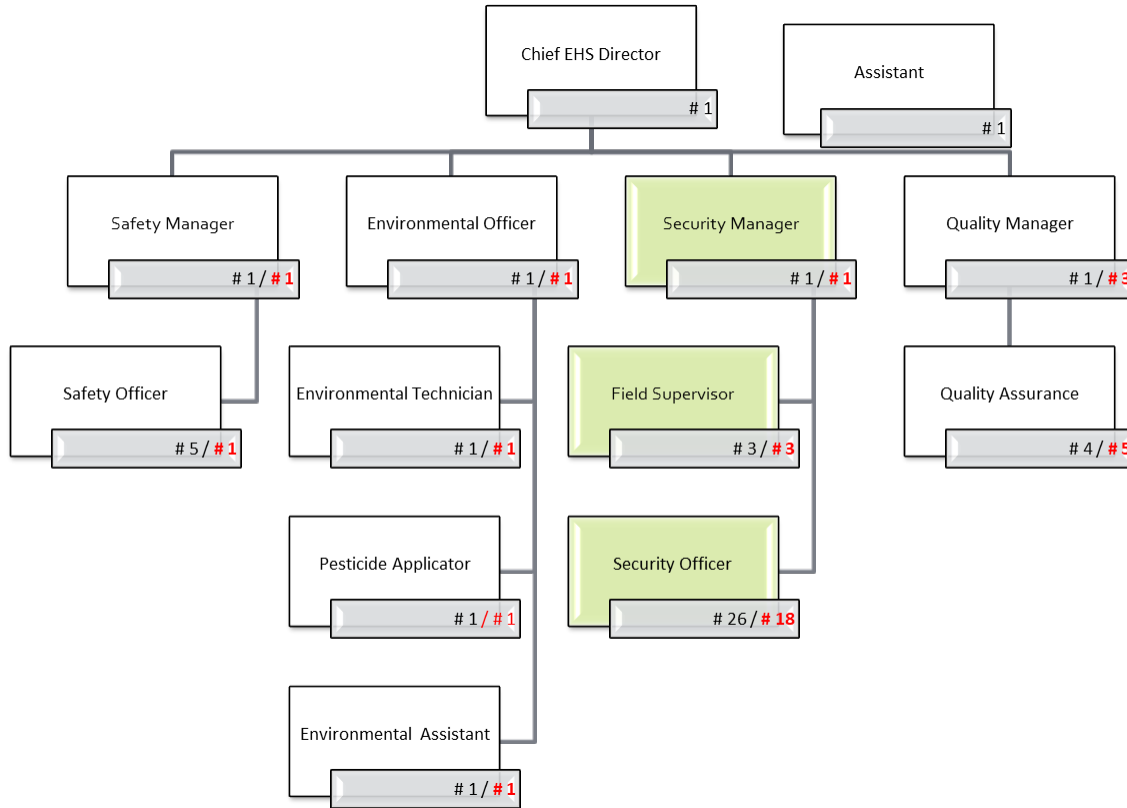 Chief EHS Director
# 1
Assistant
# 1
Safety Manager
# 1 / # 1
Environmental Officer
# 1 / # 1
Security Manager
# 1 / # 1
Quality Manager
# 1 / # 3
Safety Officer
# 5 / # 1
Environmental Technician
# 1 / # 1
Field Supervisor
# 3 / # 3
Quality Assurance
# 4 / # 5
Pesticide Applicator
# 1 / # 1
Security Officer
# 26 / # 18
Environmental Assistant
# 1 / # 1